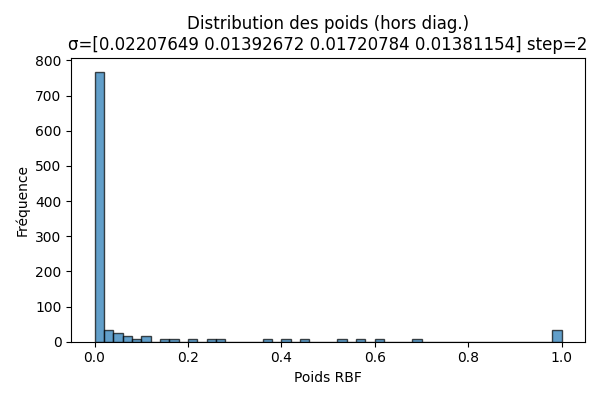 Distribution des poids (hors diag.)
σ=[0.02207649 0.01392672 0.01720784 0.01381154] step=2
800
700
600
500
400
300
200
100
0
Fréquence
0.0 0.2 0.4 0.6 0.8 1.0
Poids RBF